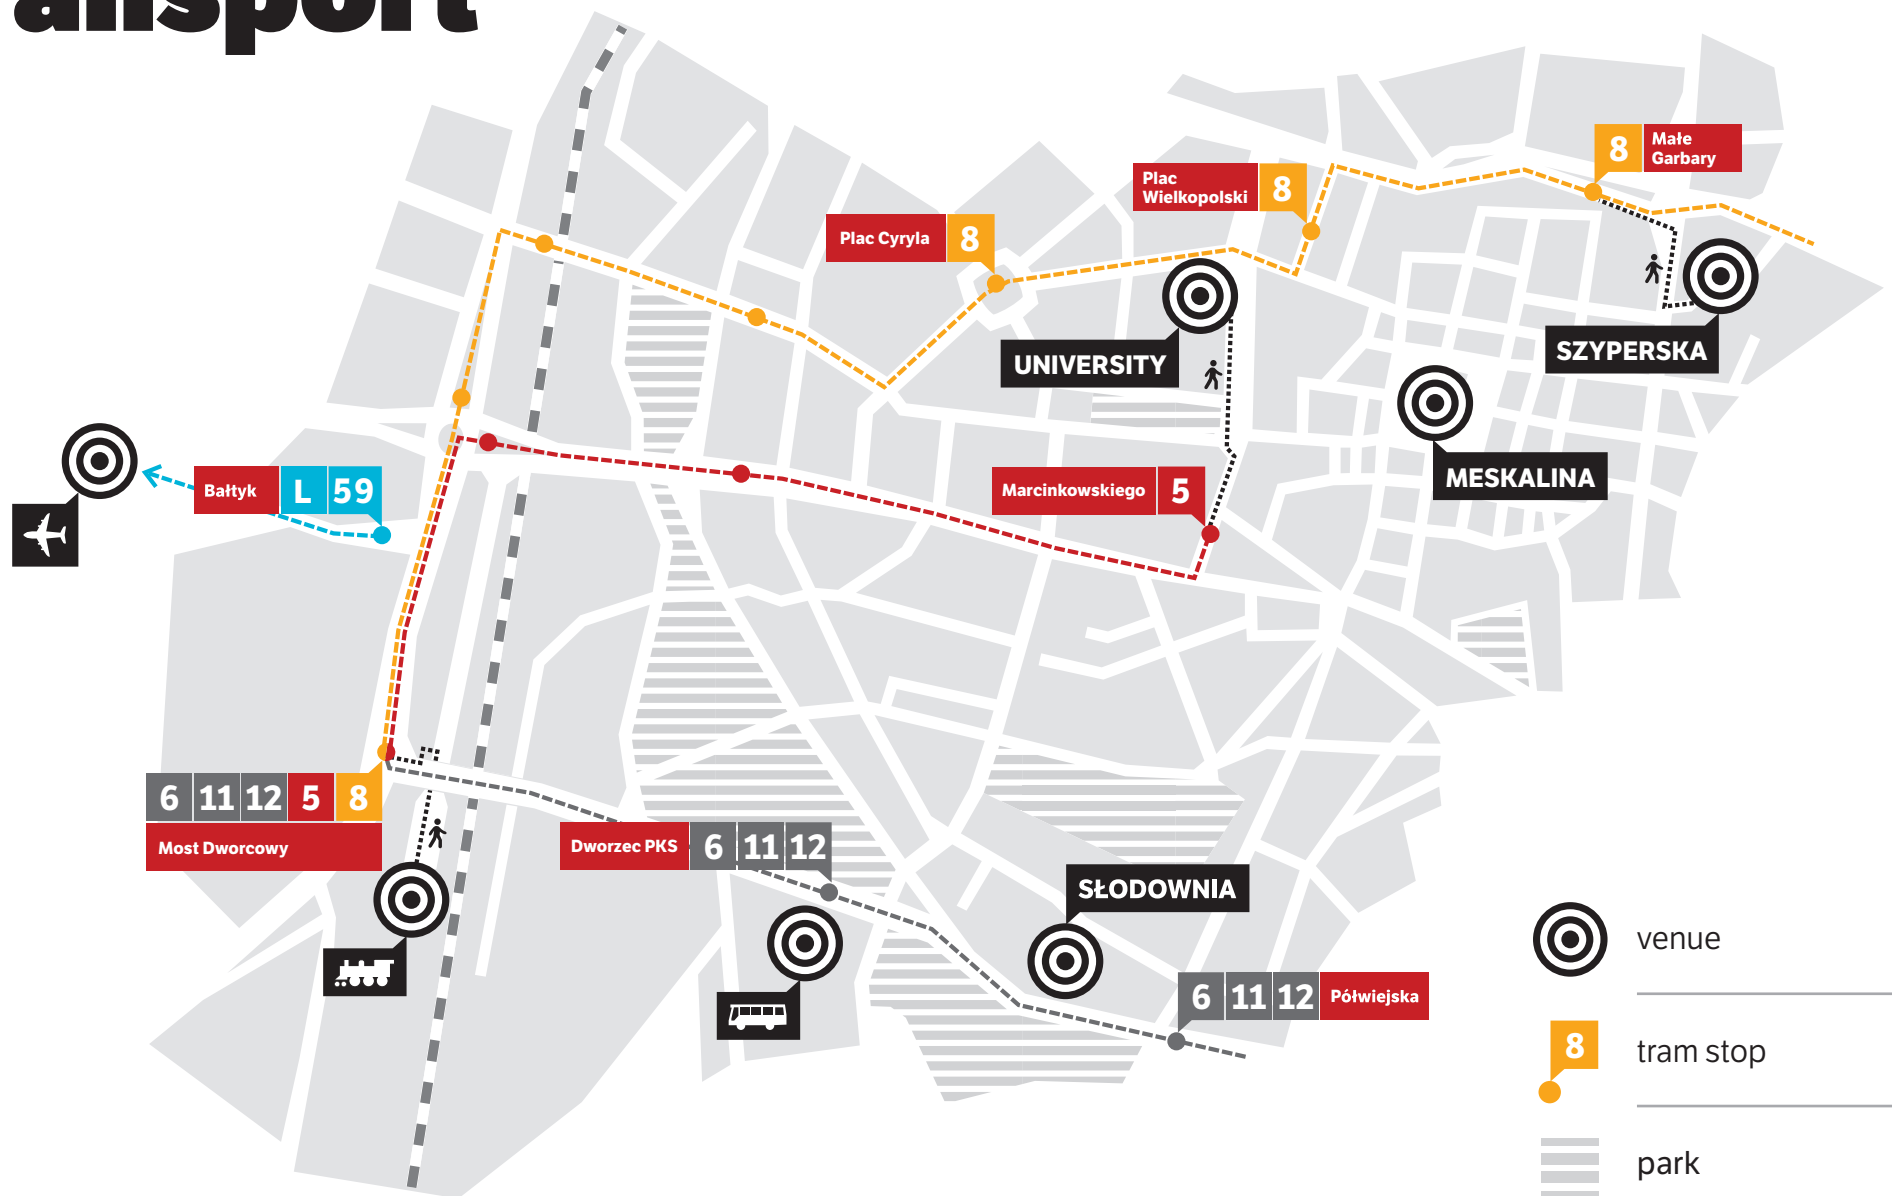 ansport
8
Małe
Garbary
Plac
Wielkopolski
8
Plac Cyryla
8
UNIVERSITY
SZYPERSKA
MESKALINA
Bałtyk
L
59
Marcinkowskiego
5
6
11
12
5
8
Most Dworcowy
Dworzec PKS
6
11
12
SŁODOWNIA
6
11
12
Półwiejska
venue
8
tram stop
park